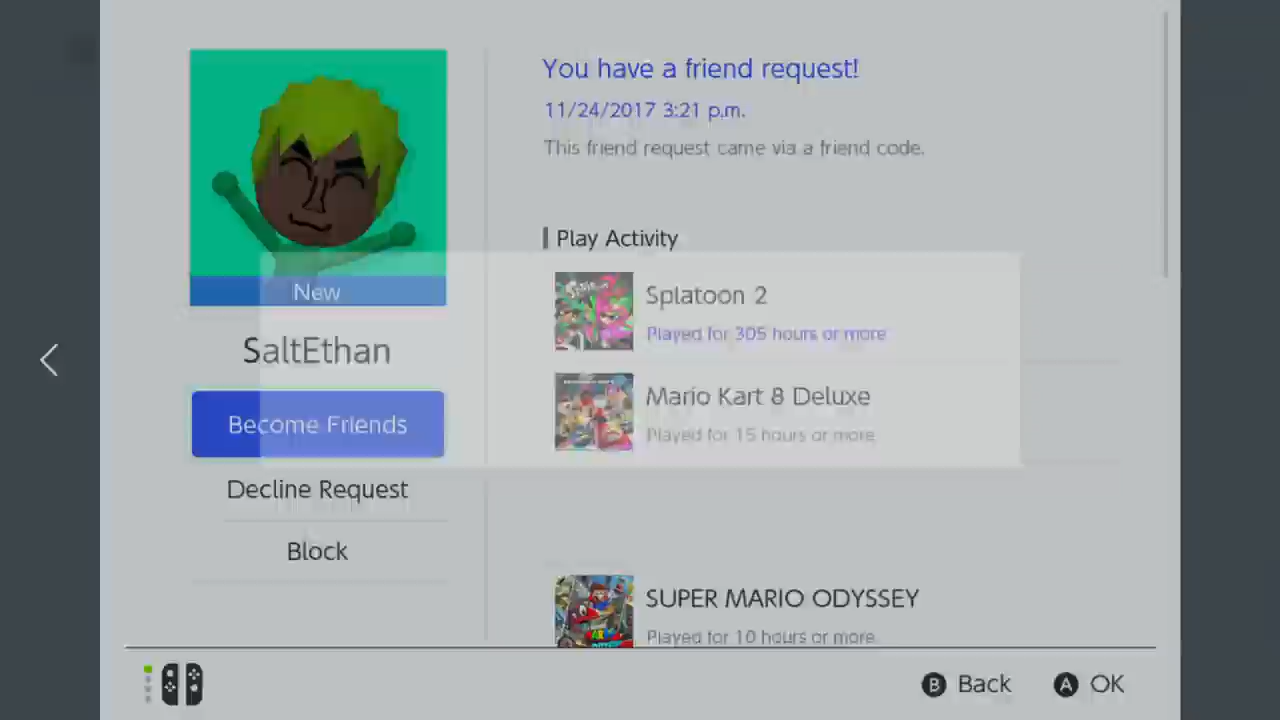 You have a friend request!
11/24/2017 3:21 p.m.
This friend request came via a friend code.
New
SaltEthan
Become Friends
Decline Request
Block
Play Activity
Splatoon 2
Played for 305 hours or more
Mario Kart 8 Deluxe
Played for 15 hours or more
SUPER MARIO ODYSSEY
Played for 10 hours or more
B Back
A OK